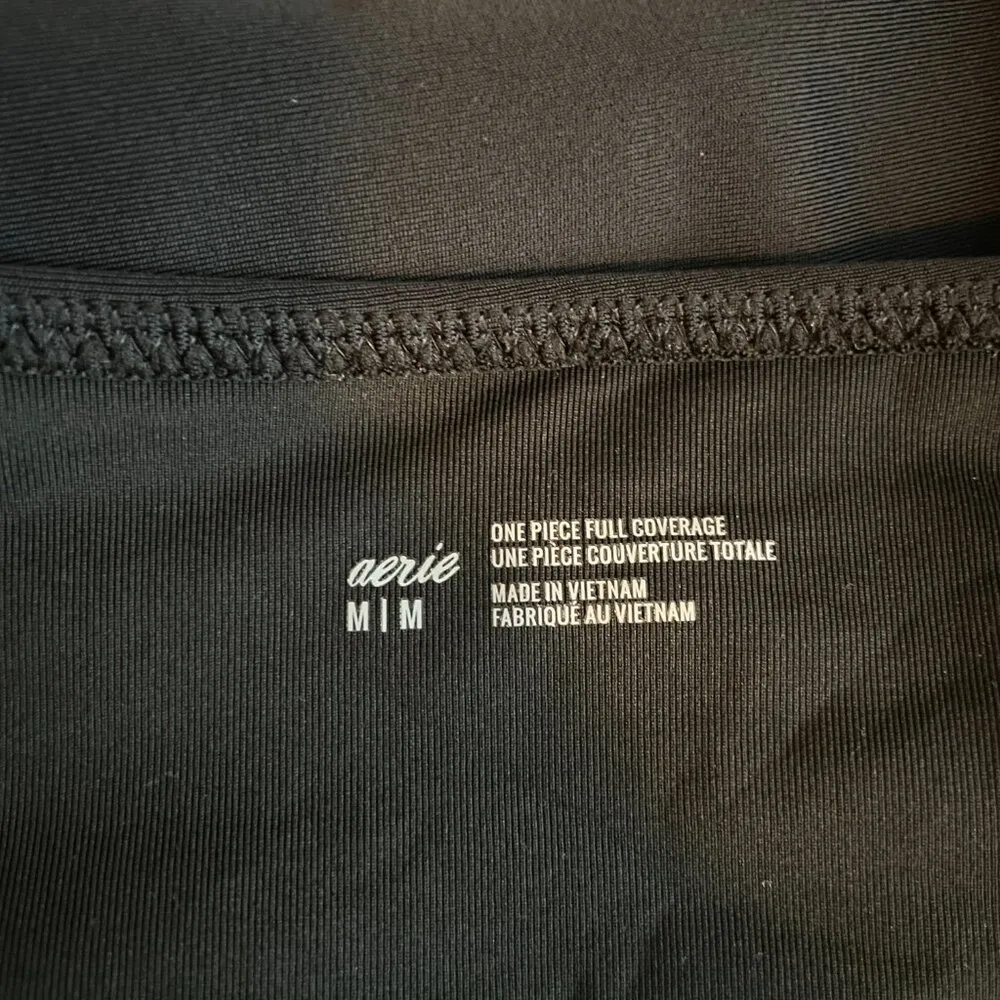 aerie
M | M
ONE PIECE FULL COVERAGE
UNE PIÈCE COUVERTURE TOTALE
MADE IN VIETNAM
FABRIQUÉ AU VIETNAM